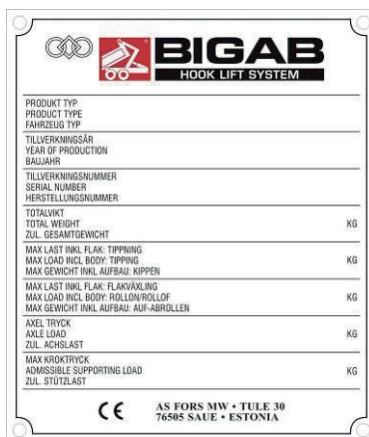 BIGAB
HOOK LIFT SYSTEM
PRODUKT TYP
PRODUCT TYPE
FAHRZEUG TYP
TILLVERKNINGSÅR
YEAR OF PRODUCTION
BAUJAHR
TILLVERKNINGSNUMMER
SERIAL NUMBER
HERSTELLUNGSNUMMER
TOTALVIKT
TOTAL WEIGHT KG
ZUL. GESAMTGEWICHT
MAX LAST INKL FLAK: TIPPNING
MAX LOAD INCL BODY: TIPPING KG
MAX GEWICHT INKL AUFBAU: KIPPEN
MAX LAST INKL FLAK: FLAKVÄXLING
MAX LOAD INCL BODY: ROLLON/ROLLOF KG
MAX GEWICHT INKL AUFBAU: AUF-ABROLLEN
AXEL TRYCK
AXLE LOAD KG
ZUL. ACHSLAST
MAX KROKTRYCK
ADMISSIBLE SUPPORTING LOAD KG
ZUL. STÜTZLAST
CE AS FORS MW • TULE 30
76505 SAUE • ESTONIA